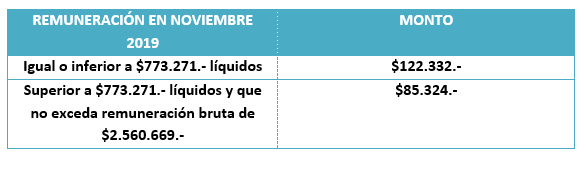 REMUNERACIÓN EN NOVIEMBRE MONTO
2019
Igual o inferior a $773.271.- líquidos $122.332.-
Superior a $773.271.- líquidos y que $85.324.-
no exceda remuneración bruta de
$2.560.669.-